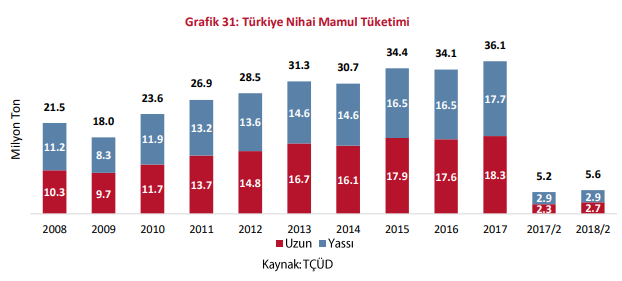 Grafik 31: Türkiye Nihai Mamul Tüketimi
Milyon Ton
21.5 18.0 23.6 26.9 28.5 31.3 30.7 34.4 34.1 36.1 5.2 5.6
11.2 8.3 11.9 13.2 13.6 14.6 14.6 16.5 16.5 17.7 2.9 2.9
10.3 9.7 11.7 13.7 14.8 16.7 16.1 17.9 17.6 18.3 2.3 2.7
2008 2009 2010 2011 2012 2013 2014 2015 2016 2017 2017/2 2018/2
Uzun Yassı
Kaynak: TÇÜD